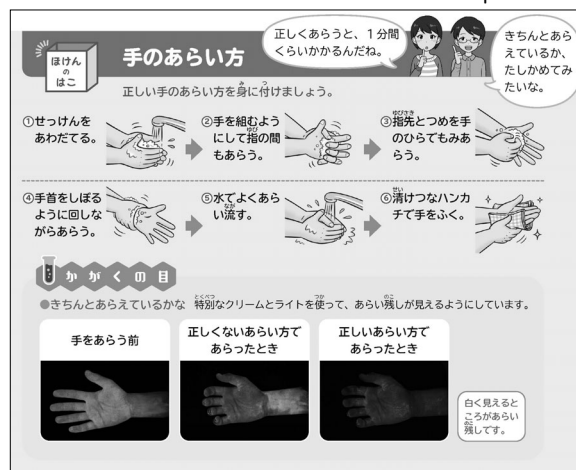 ほけん
の
はこ
手のあらい方
正しくあらうと、1分間
くらいかかるんだね。
きちんとあら
えているか、
たしかめてみ
たいな。
正しい手のあらい方を身に付けましょう。
①せっけんを
あわだてる。
②手を組むよう
にして指の間
もあらう。
③指先とつめを手
のひらでもみあ
らう。
④手首をしぼる
ように回しな
がらあらう。
⑤水でよくあら
い流す。
⑥清けつなハンカ
チで手をふく。
かがくの目
●きちんとあらえているかな 特別なクリームとライトを使って、あらい残しが見えるようにしています。
手をあらう前
正しくないあらい方で
あらったとき
正しいあらい方で
あらったとき
白く見えると
ころがあらい
残しです。